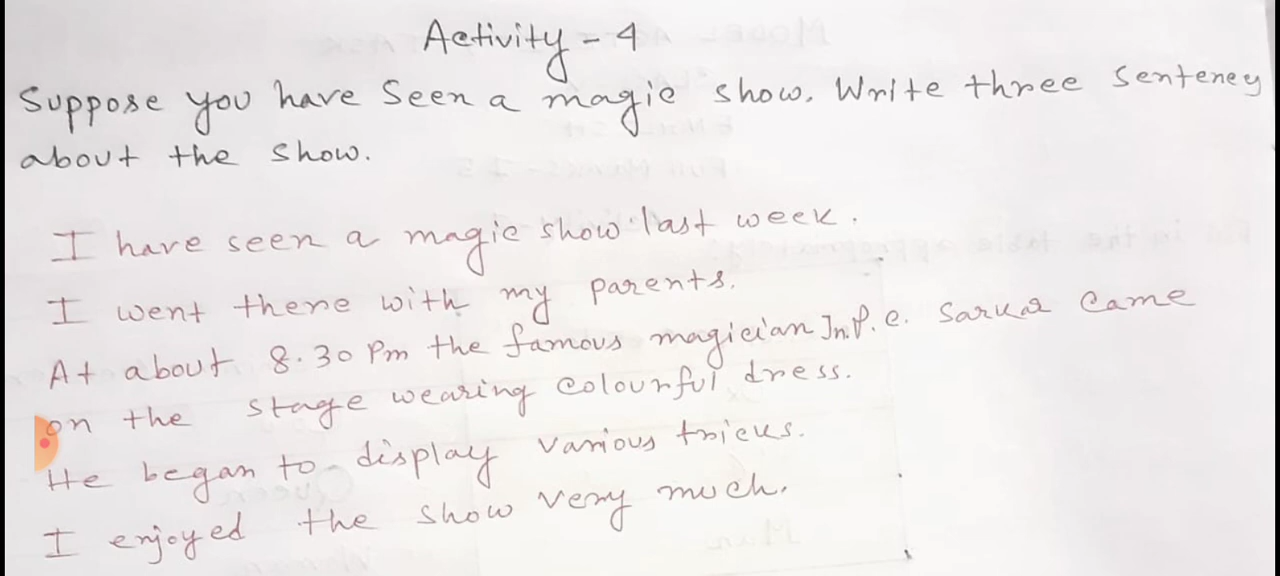 Activity - 4
Suppose you have seen a magic show. Write three sentences
about the show.
I have seen a magic show last week.
I went there with my parents.
At about 8.30 Pm the famous magician Jn. P. C. Sarkar came
on the stage wearing colourful dress.
He began to display various tricks.
I enjoyed the show very much.